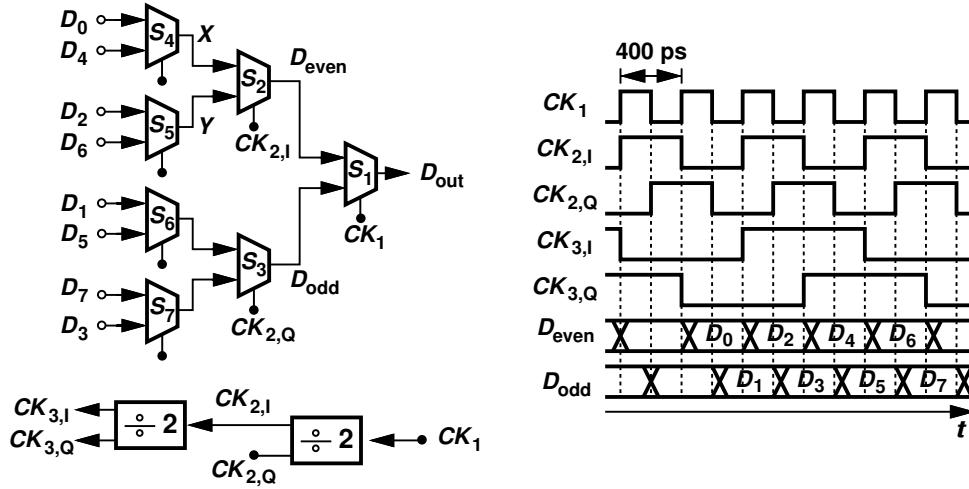 D0
D4
S4
X
D2
D6
S5
Y
S2
Deven
CK2,I
D1
D5
S6
D7
D3
S7
S3
Dodd
CK2,Q
S1
Dout
CK1
CK3,I
CK3,Q
÷ 2
CK2,I
CK2,Q
÷ 2
CK1
400 ps
CK1
CK2,I
CK2,Q
CK3,I
CK3,Q
Deven D0 D2 D4 D6
Dodd D1 D3 D5 D7
t